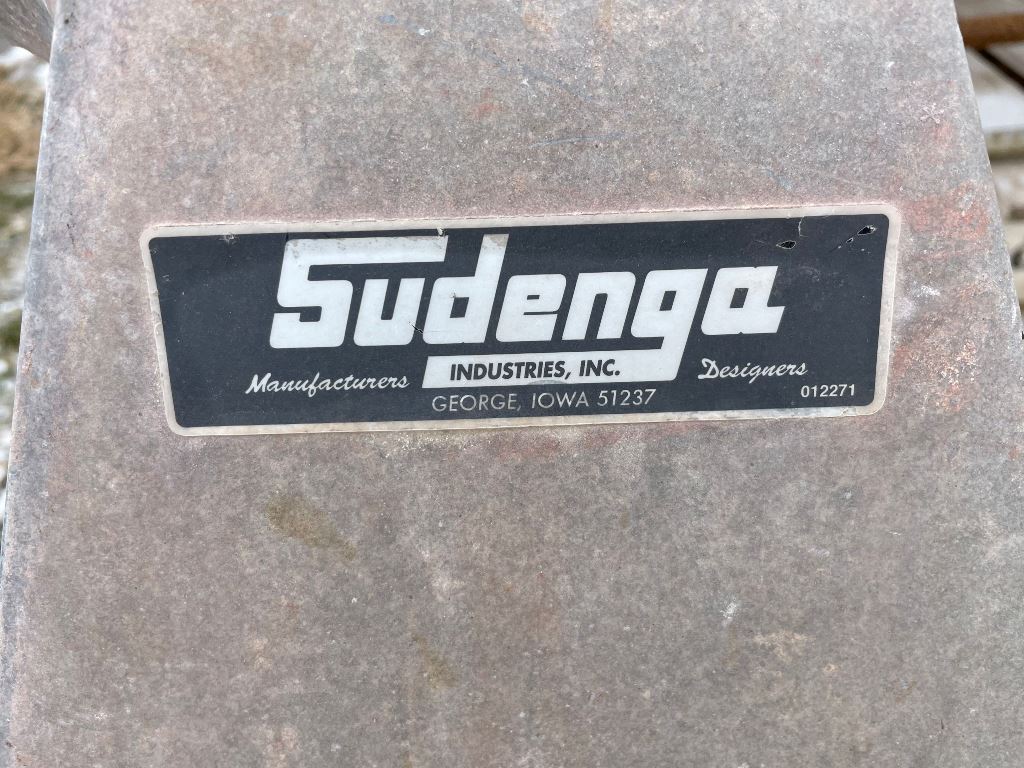 Sudenga
INDUSTRIES, INC.
Manufacturers Designers
GEORGE, IOWA 51237
012271